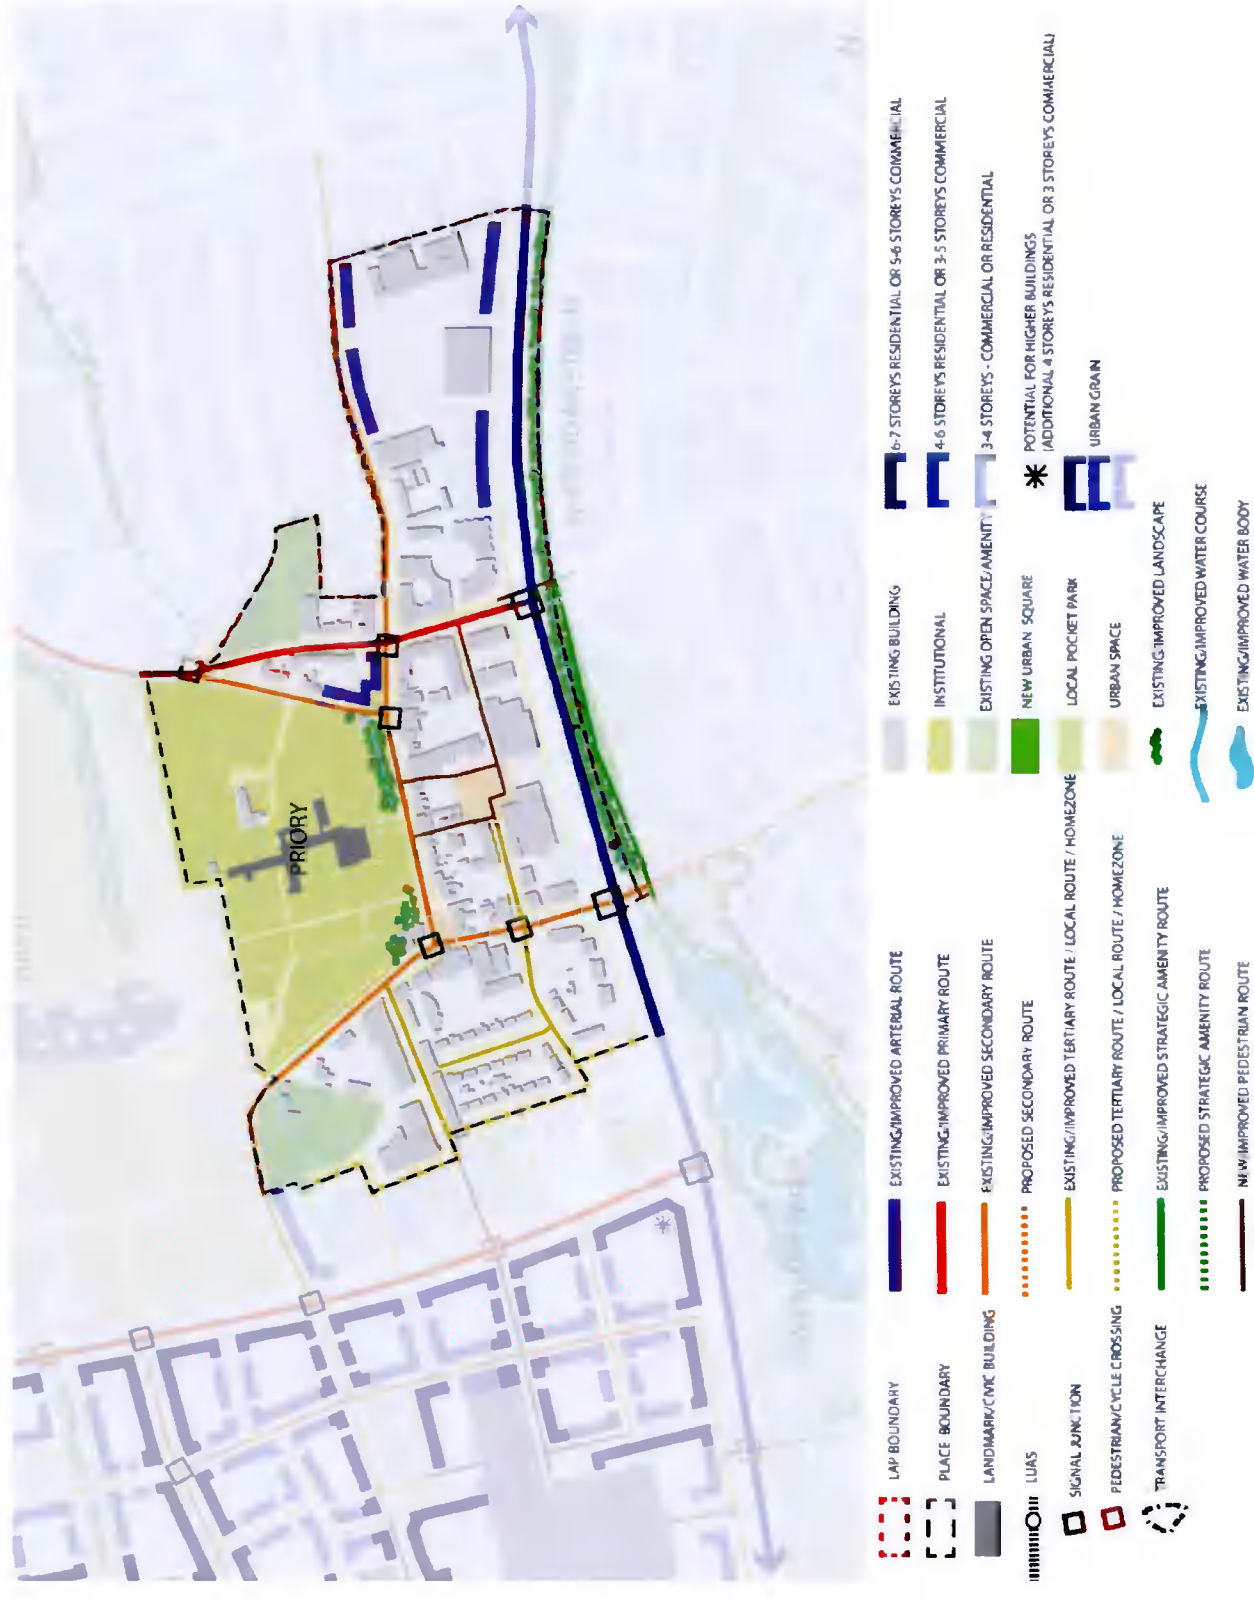 PRIORY
LAP BOUNDARY
PLACE BOUNDARY
LANDMARK/CIVIC BUILDING
LUAS
SIGNAL JUNCTION
PEDESTRIAN/CYCLE CROSSING
TRANSPORT INTERCHANGE
EXISTING/IMPROVED ARTERIAL ROUTE
EXISTING/IMPROVED PRIMARY ROUTE
EXISTING/IMPROVED SECONDARY ROUTE
PROPOSED SECONDARY ROUTE
EXISTING/IMPROVED TERTIARY ROUTE / LOCAL ROUTE / HOMEZONE
PROPOSED TERTIARY ROUTE / LOCAL ROUTE / HOMEZONE
EXISTING/IMPROVED STRATEGIC AMENITY ROUTE
PROPOSED STRATEGIC AMENITY ROUTE
NEW/IMPROVED PEDESTRIAN ROUTE
EXISTING BUILDING
INSTITUTIONAL
EXISTING OPEN SPACE/AMENITY
NEW URBAN SQUARE
LOCAL POCKET PARK
URBAN SPACE
EXISTING/IMPROVED LANDSCAPE
EXISTING/IMPROVED WATER COURSE
EXISTING/IMPROVED WATER BODY
6-7 STOREYS RESIDENTIAL OR 5-6 STOREYS COMMERCIAL
4-6 STOREYS RESIDENTIAL OR 3-5 STOREYS COMMERCIAL
3-4 STOREYS - COMMERCIAL OR RESIDENTIAL
POTENTIAL FOR HIGHER BUILDINGS
(ADDITIONAL 4 STOREYS RESIDENTIAL OR 3 STOREYS COMMERCIAL)
URBAN GRAIN